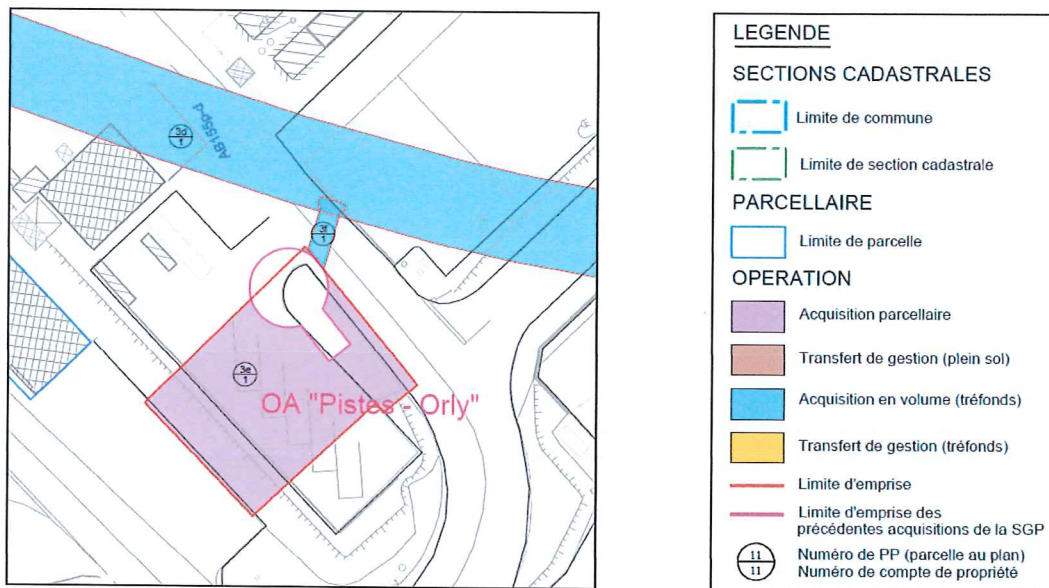 3d
1
AB155p-d
3f
1
3e
1
OA "Pistes - Orly"
LEGENDE
SECTIONS CADASTRALES
Limite de commune
Limite de section cadastrale
PARCELLAIRE
Limite de parcelle
OPERATION
Acquisition parcellaire
Transfert de gestion (plein sol)
Acquisition en volume (tréfonds)
Transfert de gestion (tréfonds)
Limite d'emprise
Limite d'emprise des
précédentes acquisitions de la SGP
11
11
Numéro de PP (parcelle au plan)
Numéro de compte de propriété